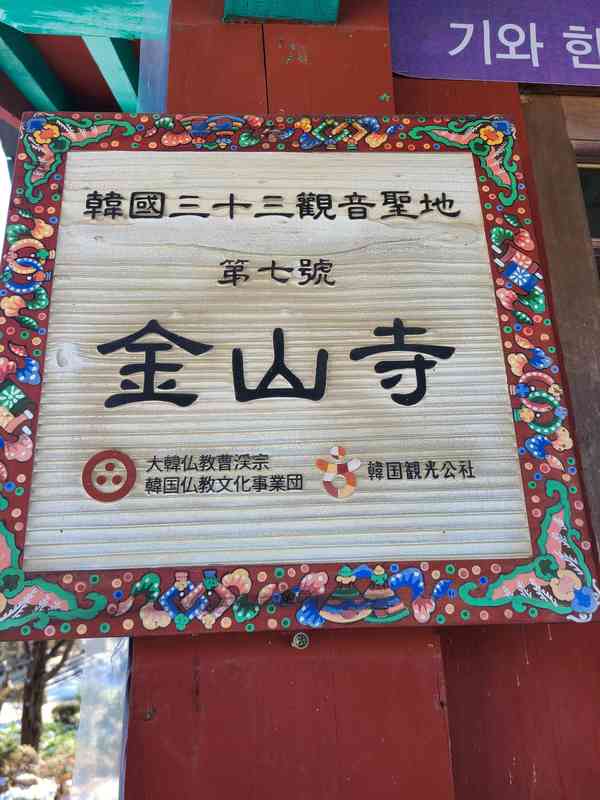 기와 한
韓國三十三觀音聖地
第七號
金山寺
大韓仏教曹渓宗
韓国仏教文化事業団
韓国観光公社